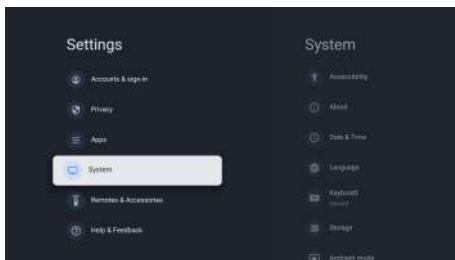 Settings
Accounts & sign-in
Privacy
Apps
System
Remotes & Accessories
Help & Feedback
System
Accessibility
About
Date & Time
Language
Keyboard
Storage
Ambient mode